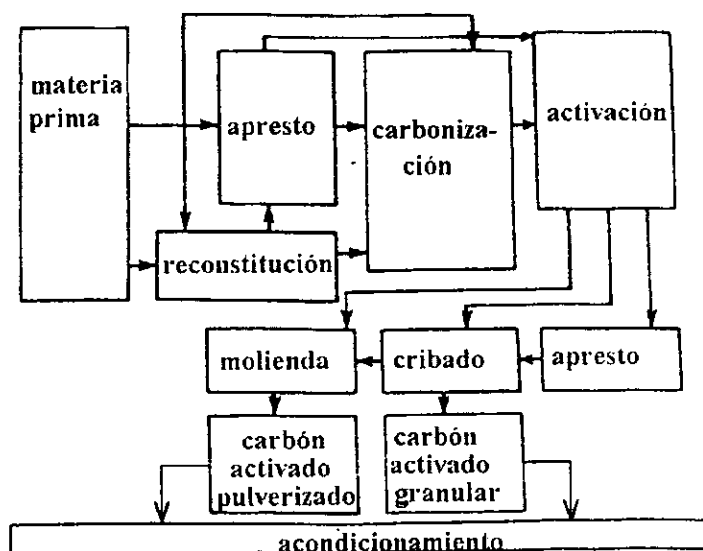 materia
prima
apresto
carboniza-
ción
activación
reconstitución
molienda
cribado
apresto
carbón
activado
pulverizado
carbón
activado
granular
acondicionamiento